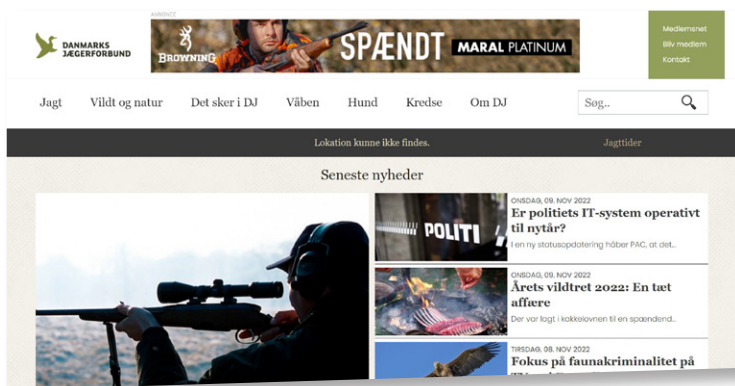 ANNONCE
DANMARKS
JÆGERFORBUND
BROWNING
SPÆNDT
MARAL PLATINUM
Medlemsnet
Bliv medlem
Kontakt
Jagt
Vildt og natur
Det sker i DJ
Våben
Hund
Kredse
Om DJ
Søg..
Lokation kunne ikke findes.
Jagttider
Seneste nyheder
POLITI
ONSDAG, 09. NOV 2022
Er politiets IT-system operativt
til nytår?
I en ny statusopdatering håber PAC, at det...
ONSDAG, 09. NOV 2022
Årets vildtret 2022: En tæt
affære
Der var lagt i kakkelovnen til en spændend...
TIRSDAG, 08. NOV 2022
Fokus på faunakriminalitet på